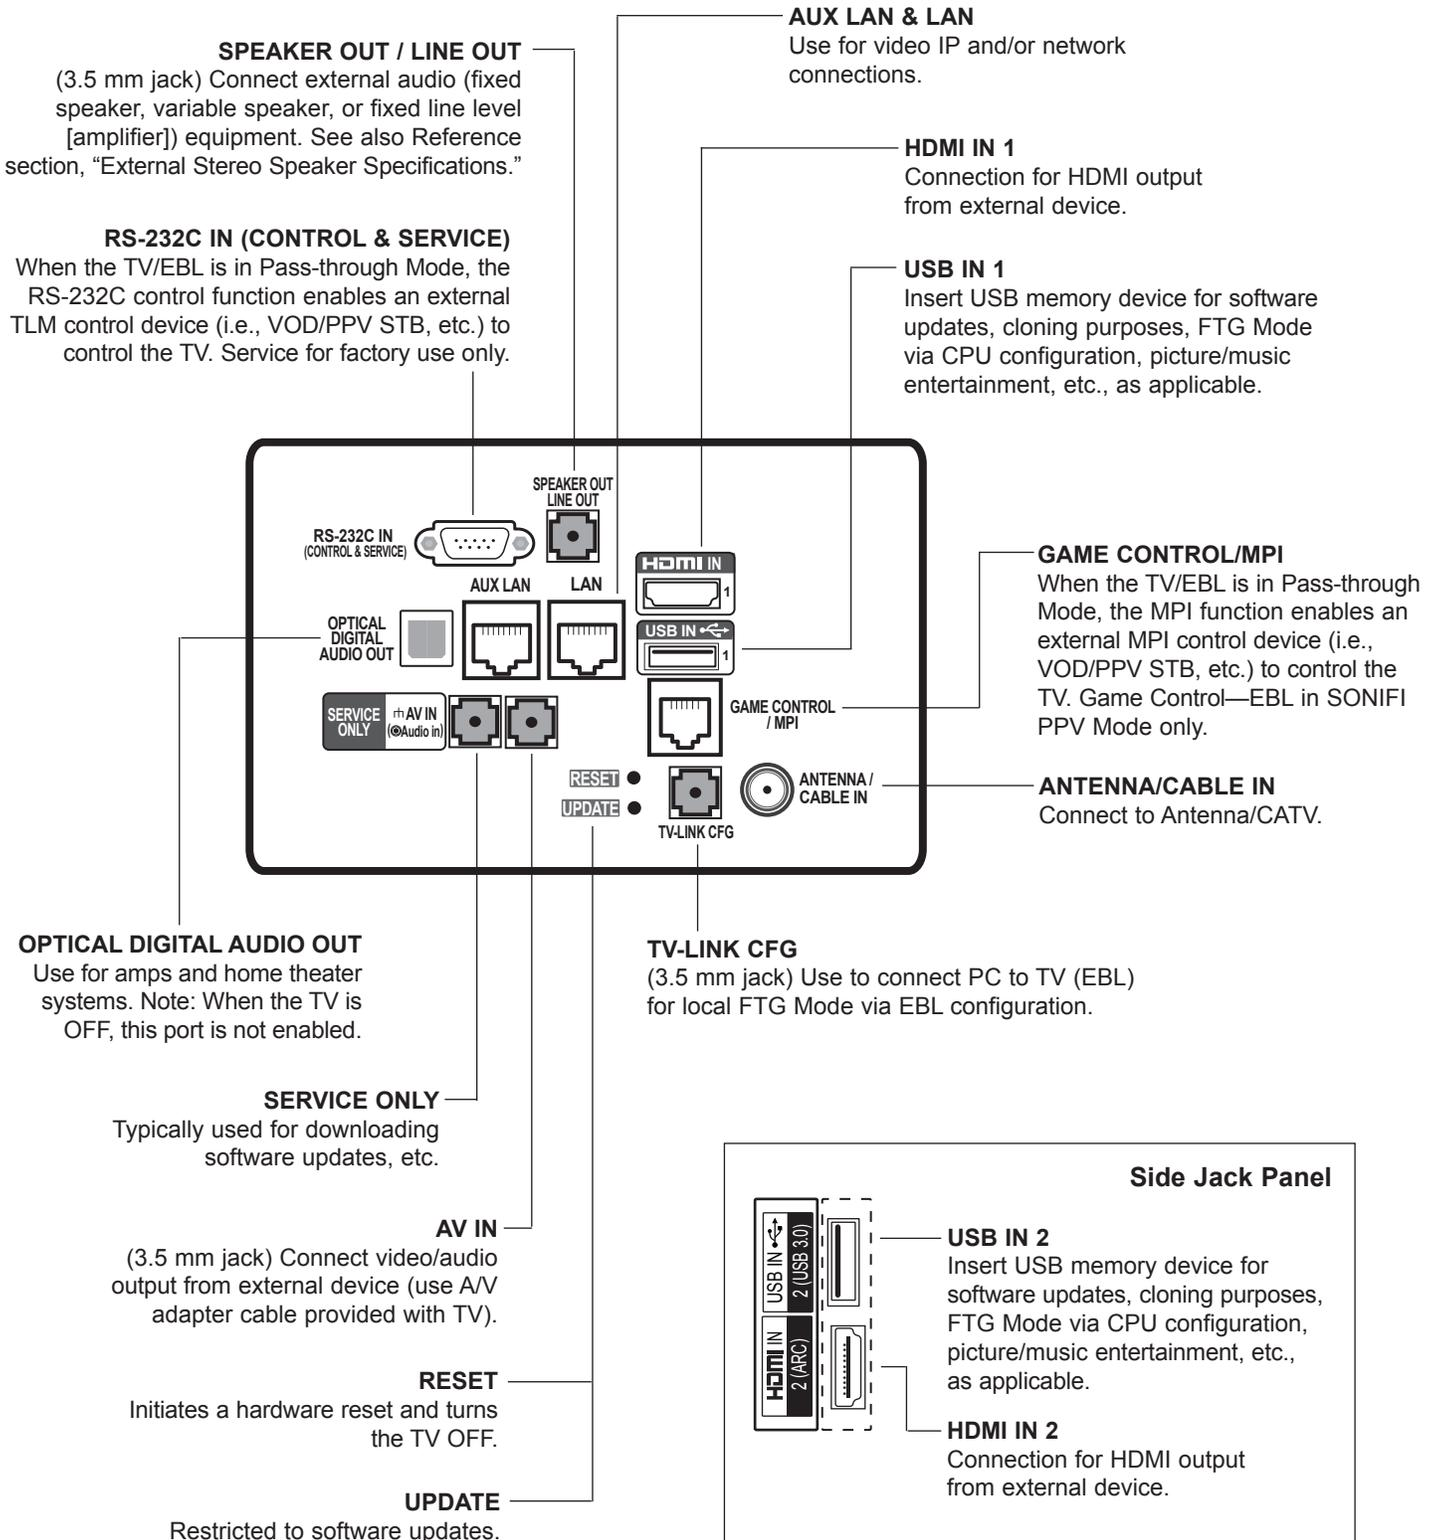 AUX LAN & LAN
Use for video IP and/or network
connections.
SPEAKER OUT / LINE OUT
(3.5 mm jack) Connect external audio (fixed
speaker, variable speaker, or fixed line level
[amplifier]) equipment. See also Reference
section, “External Stereo Speaker Specifications.”
HDMI IN 1
Connection for HDMI output
from external device.
RS-232C IN (CONTROL & SERVICE)
When the TV/EBL is in Pass-through Mode, the
RS-232C control function enables an external
TLM control device (i.e., VOD/PPV STB, etc.) to
control the TV. Service for factory use only.
USB IN 1
Insert USB memory device for software
updates, cloning purposes, FTG Mode
via CPU configuration, picture/music
entertainment, etc., as applicable.
SPEAKER OUT
LINE OUT
RS-232C IN
(CONTROL & SERVICE)
HDMI IN
1
AUX LAN
LAN
OPTICAL
DIGITAL
AUDIO OUT
USB IN
1
SERVICE
ONLY
AV IN
(Audio in)
GAME CONTROL
/ MPI
RESET
UPDATE
TV-LINK CFG
ANTENNA /
CABLE IN
GAME CONTROL/MPI
When the TV/EBL is in Pass-through
Mode, the MPI function enables an
external MPI control device (i.e.,
VOD/PPV STB, etc.) to control the
TV. Game Control—EBL in SONIFI
PPV Mode only.
ANTENNA/CABLE IN
Connect to Antenna/CATV.
OPTICAL DIGITAL AUDIO OUT
Use for amps and home theater
systems. Note: When the TV is
OFF, this port is not enabled.
TV-LINK CFG
(3.5 mm jack) Use to connect PC to TV (EBL)
for local FTG Mode via EBL configuration.
SERVICE ONLY
Typically used for downloading
software updates, etc.
AV IN
(3.5 mm jack) Connect video/audio
output from external device (use A/V
adapter cable provided with TV).
RESET
Initiates a hardware reset and turns
the TV OFF.
UPDATE
Restricted to software updates.
Side Jack Panel
USB IN
2 (USB 3.0)
HDMI IN
2 (ARC)
USB IN 2
Insert USB memory device for
software updates, cloning purposes,
FTG Mode via CPU configuration,
picture/music entertainment, etc.,
as applicable.
HDMI IN 2
Connection for HDMI output
from external device.